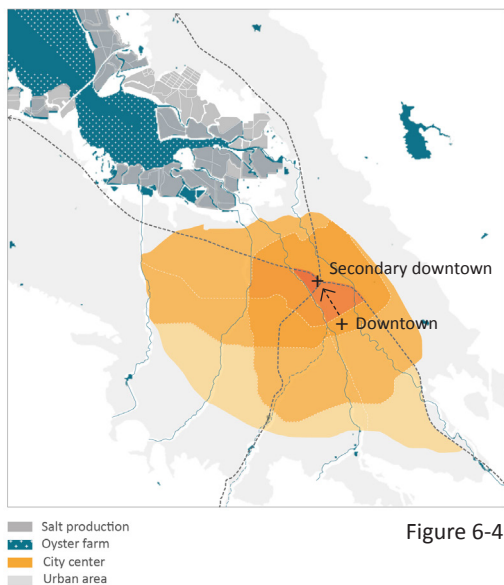 Secondary downtown
Downtown
Salt production
Oyster farm
City center
Urban area
Figure 6-4